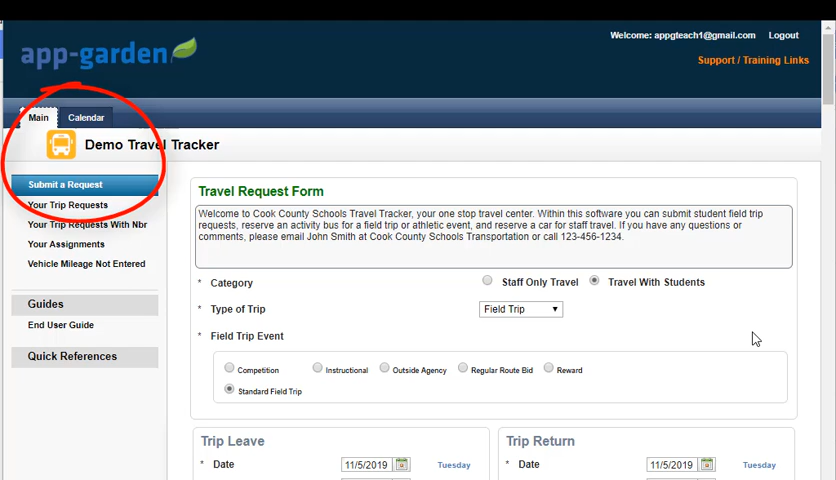 Welcome: appgteach1@gmail.com Logout
app-garden
Support / Training Links
Main Calendar
Demo Travel Tracker
Submit a Request
Your Trip Requests
Your Trip Requests With Nbr
Your Assignments
Vehicle Mileage Not Entered
Guides
End User Guide
Quick References
Travel Request Form
Welcome to Cook County Schools Travel Tracker, your one stop travel center. Within this software you can submit student field trip
requests, reserve an activity bus for a field trip or athletic event, and reserve a car for staff travel. If you have any questions or
comments, please email John Smith at Cook County Schools Transportation or call 123-456-1234.
* Category Staff Only Travel Travel With Students
* Type of Trip Field Trip
* Field Trip Event
Competition Instructional Outside Agency Regular Route Bid Reward
Standard Field Trip
Trip Leave
* Date 11/5/2019 Tuesday
Trip Return
* Date 11/5/2019 Tuesday